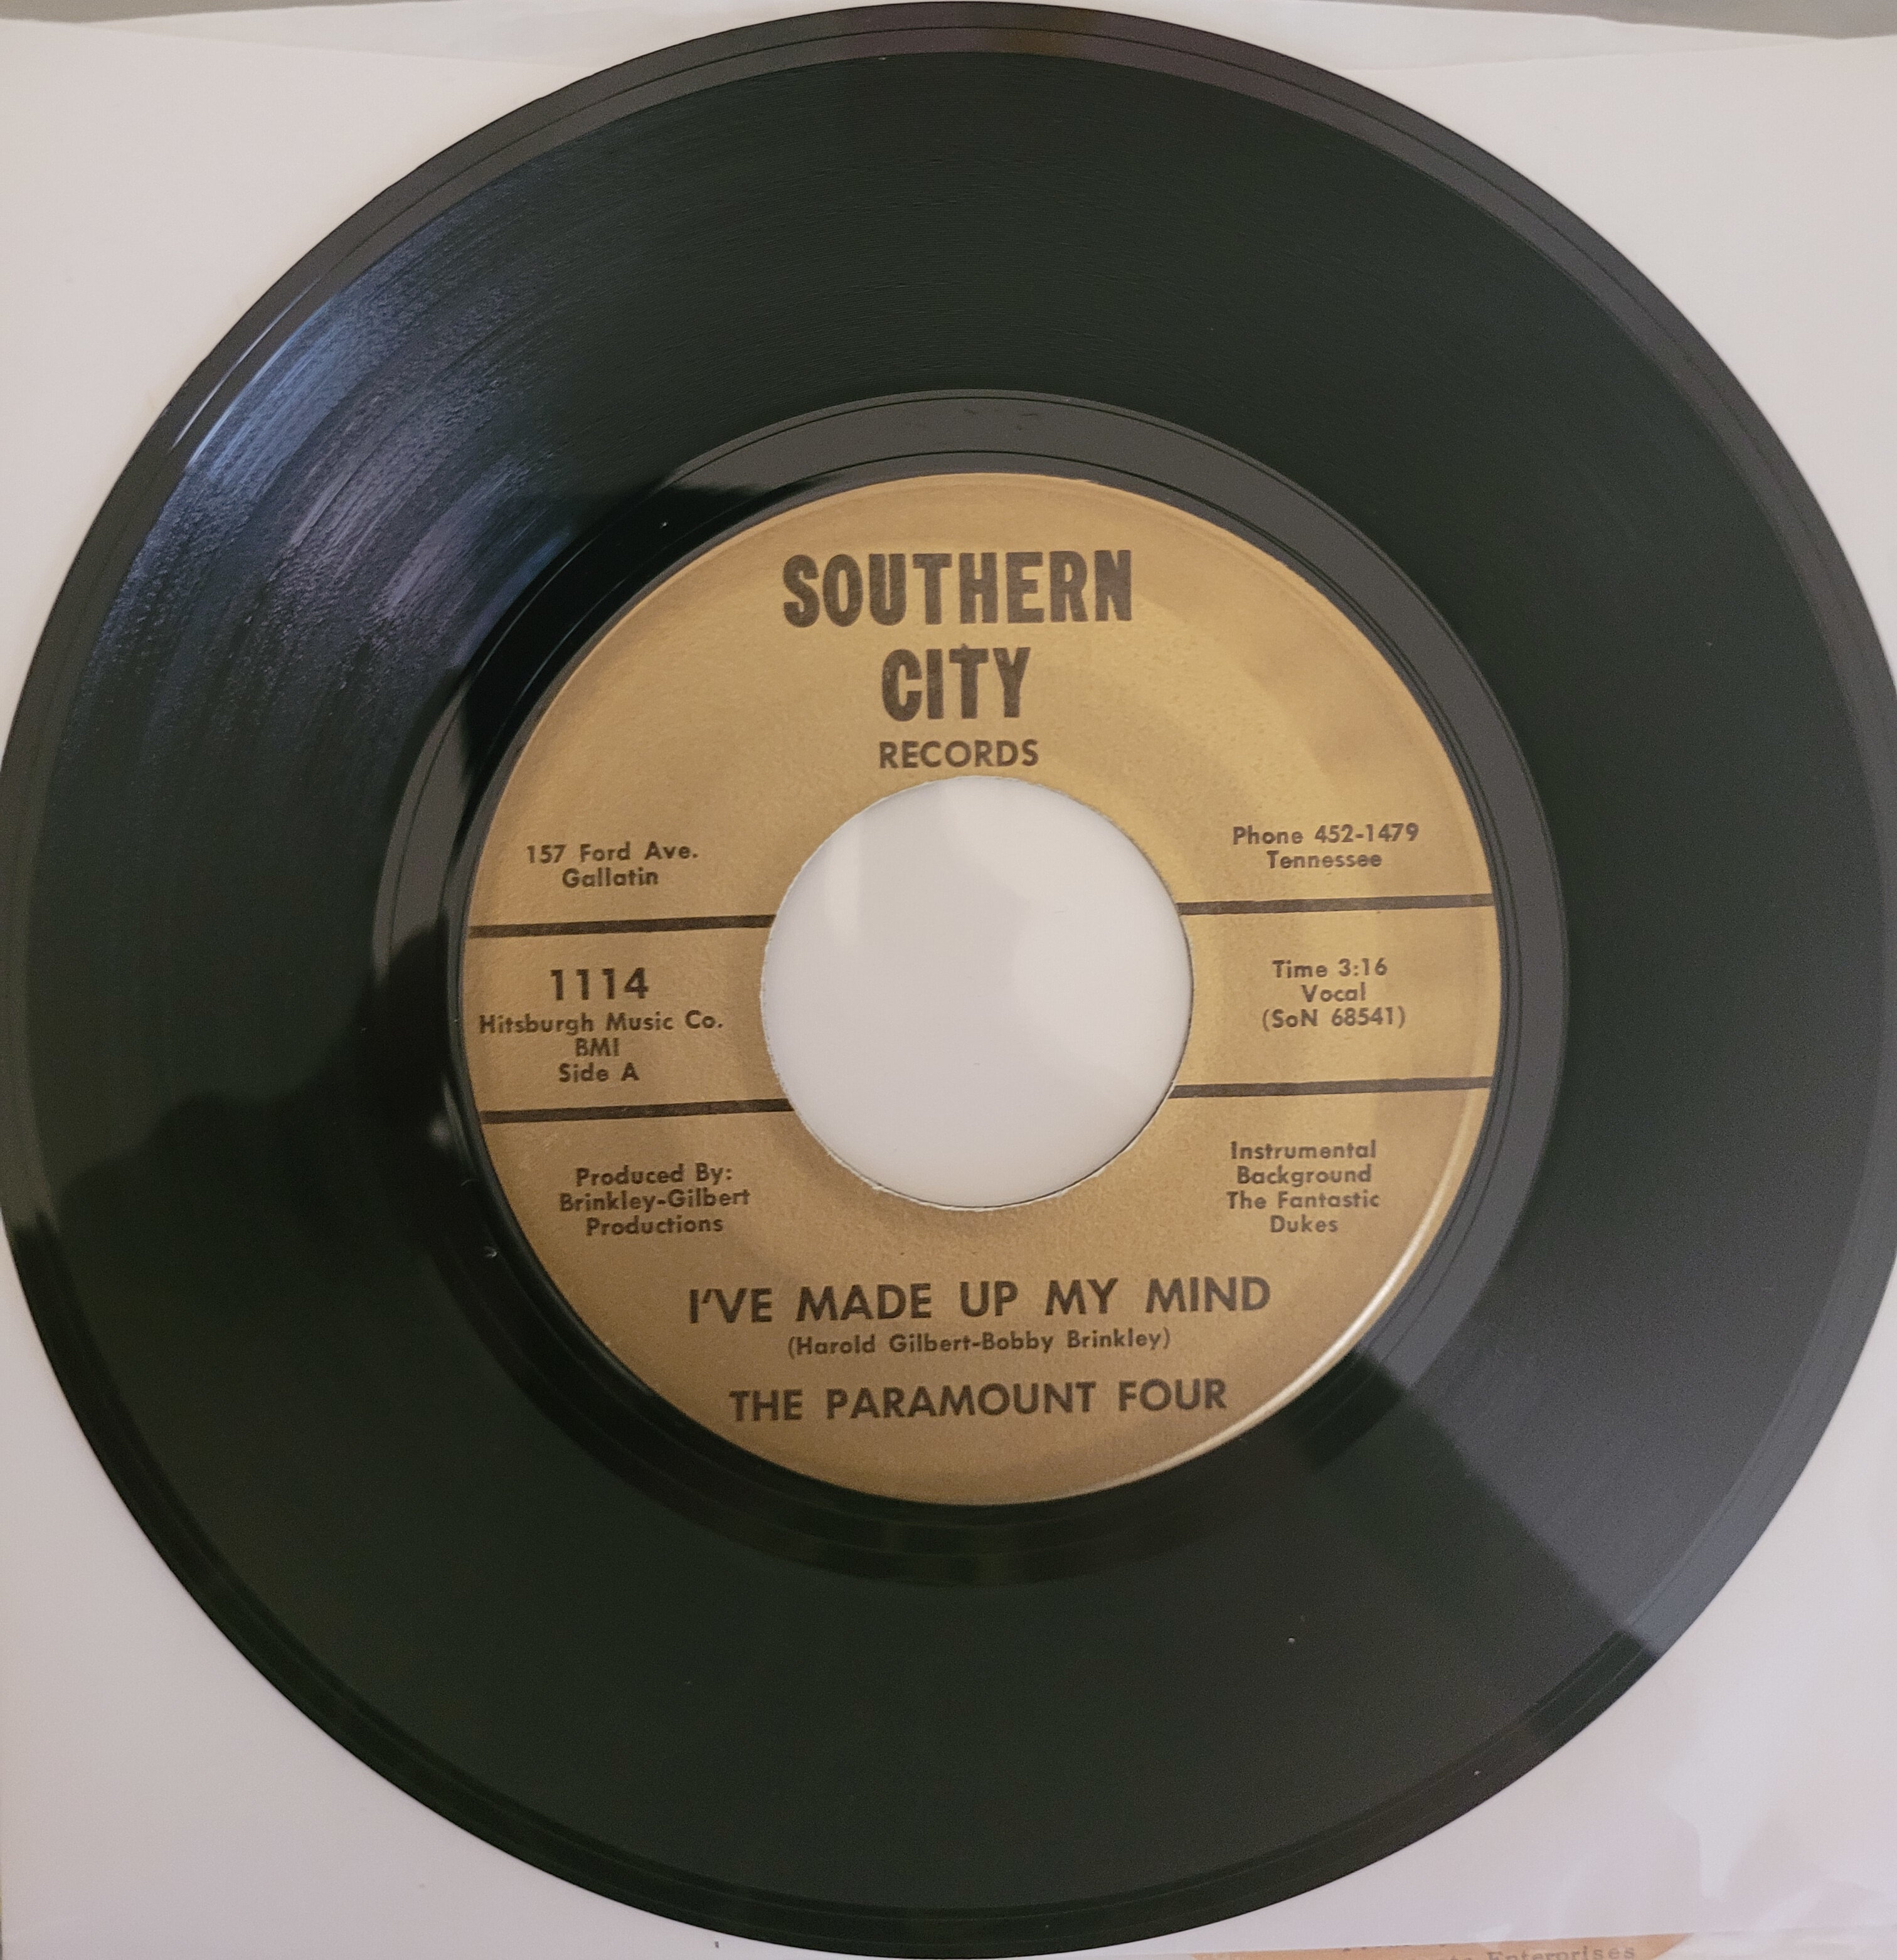 SOUTHERN
CITY
RECORDS
157 Ford Ave.
Gallatin
Phone 452-1479
Tennessee
1114
Hitsburgh Music Co.
BMI
Side A
Time 3:16
Vocal
(SoN 68541)
Produced By:
Brinkley-Gilbert
Productions
Instrumental
Background
The Fantastic
Dukes
I'VE MADE UP MY MIND
(Harold Gilbert-Bobby Brinkley)
THE PARAMOUNT FOUR
Enterprises